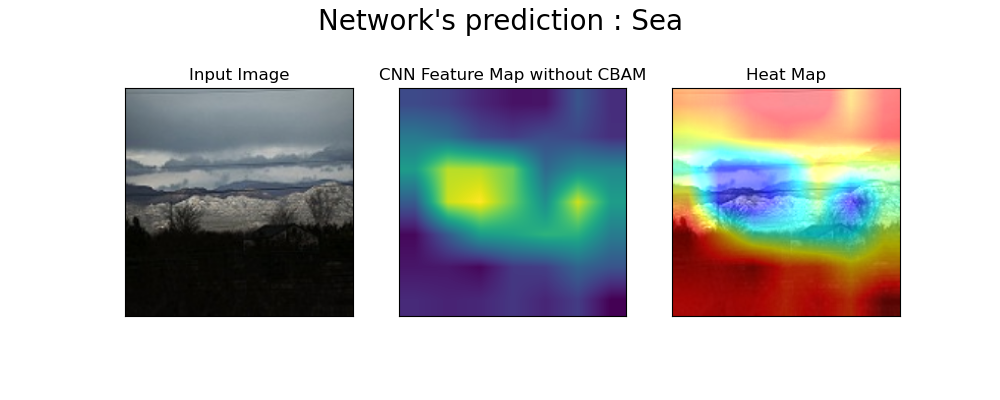 Network's prediction : Sea
Input Image
CNN Feature Map without CBAM
Heat Map